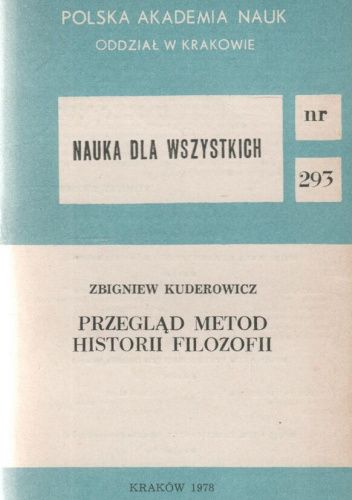 POLSKA AKADEMIA NAUK
ODDZIAŁ W KRAKOWIE
NAUKA DLA WSZYSTKICH
nr
293
ZBIGNIEW KUDEROWICZ
PRZEGLĄD METOD
HISTORII FILOZOFII
KRAKÓW 1978